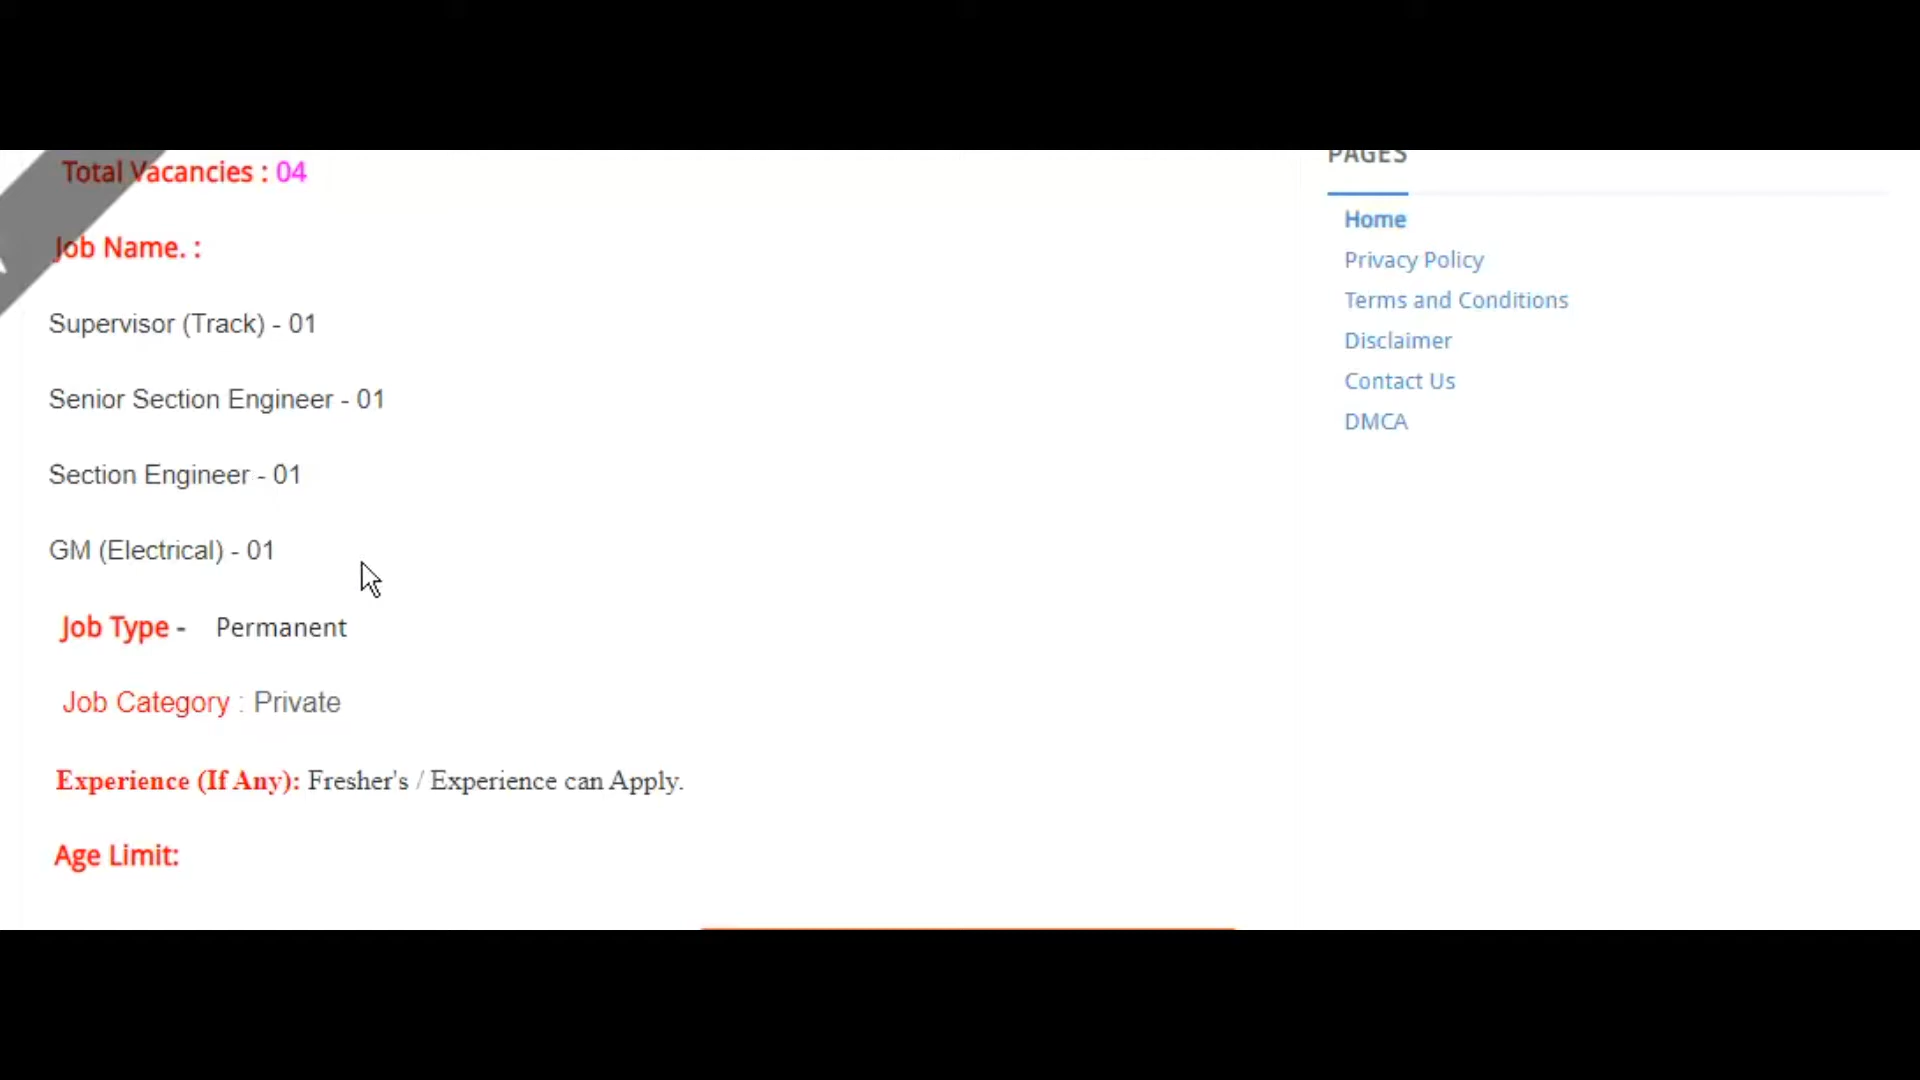 Total Vacancies : 04
Job Name. :
Supervisor (Track) - 01
Senior Section Engineer - 01
Section Engineer - 01
GM (Electrical) - 01
Job Type - Permanent
Job Category : Private
Experience (If Any): Fresher's / Experience can Apply.
Age Limit:
PAGES
Home
Privacy Policy
Terms and Conditions
Disclaimer
Contact Us
DMCA